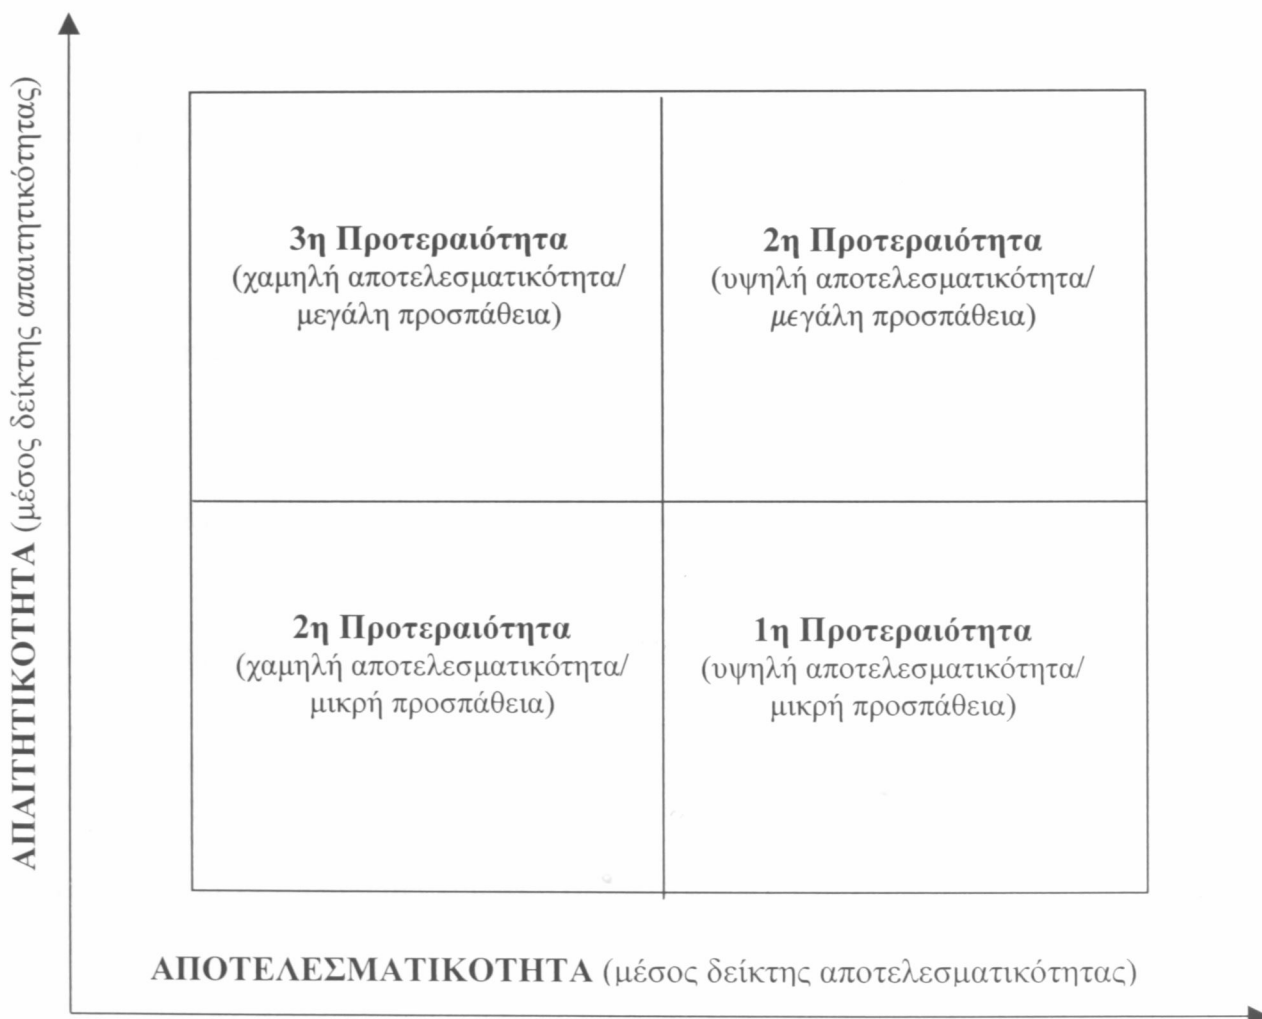 ΑΠΑΙΤΗΤΙΚΟΤΗΤΑ (μέσος δείκτης απαιτητικότητας)
3η Προτεραιότητα
(χαμηλή αποτελεσματικότητα/
μεγάλη προσπάθεια)
2η Προτεραιότητα
(υψηλή αποτελεσματικότητα/
μεγάλη προσπάθεια)
2η Προτεραιότητα
(χαμηλή αποτελεσματικότητα/
μικρή προσπάθεια)
1η Προτεραιότητα
(υψηλή αποτελεσματικότητα/
μικρή προσπάθεια)
ΑΠΟΤΕΛΕΣΜΑΤΙΚΟΤΗΤΑ (μέσος δείκτης αποτελεσματικότητας)